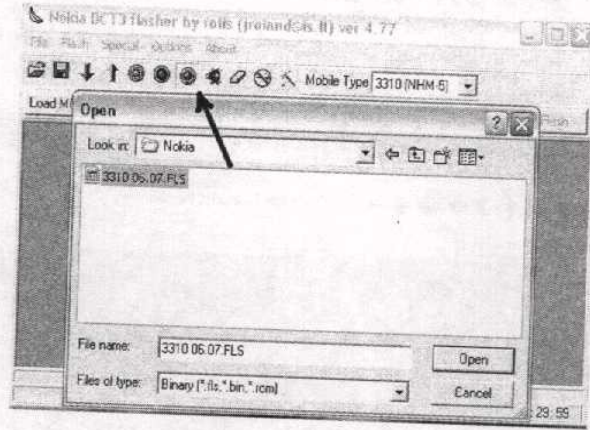 Nokia DCT3 flasher by rolis (jroland@is.lt) ver 4.77
File Flash Special Options About
Mobile Type 3310 (NHM-5)
Load M
Flash
Open
Look in: Nokia
3310 06.07.FLS
File name: 3310 06.07.FLS
Open
Files of type: Binary (*.fls,*.bin,*.rom)
Cancel
: 29: 59